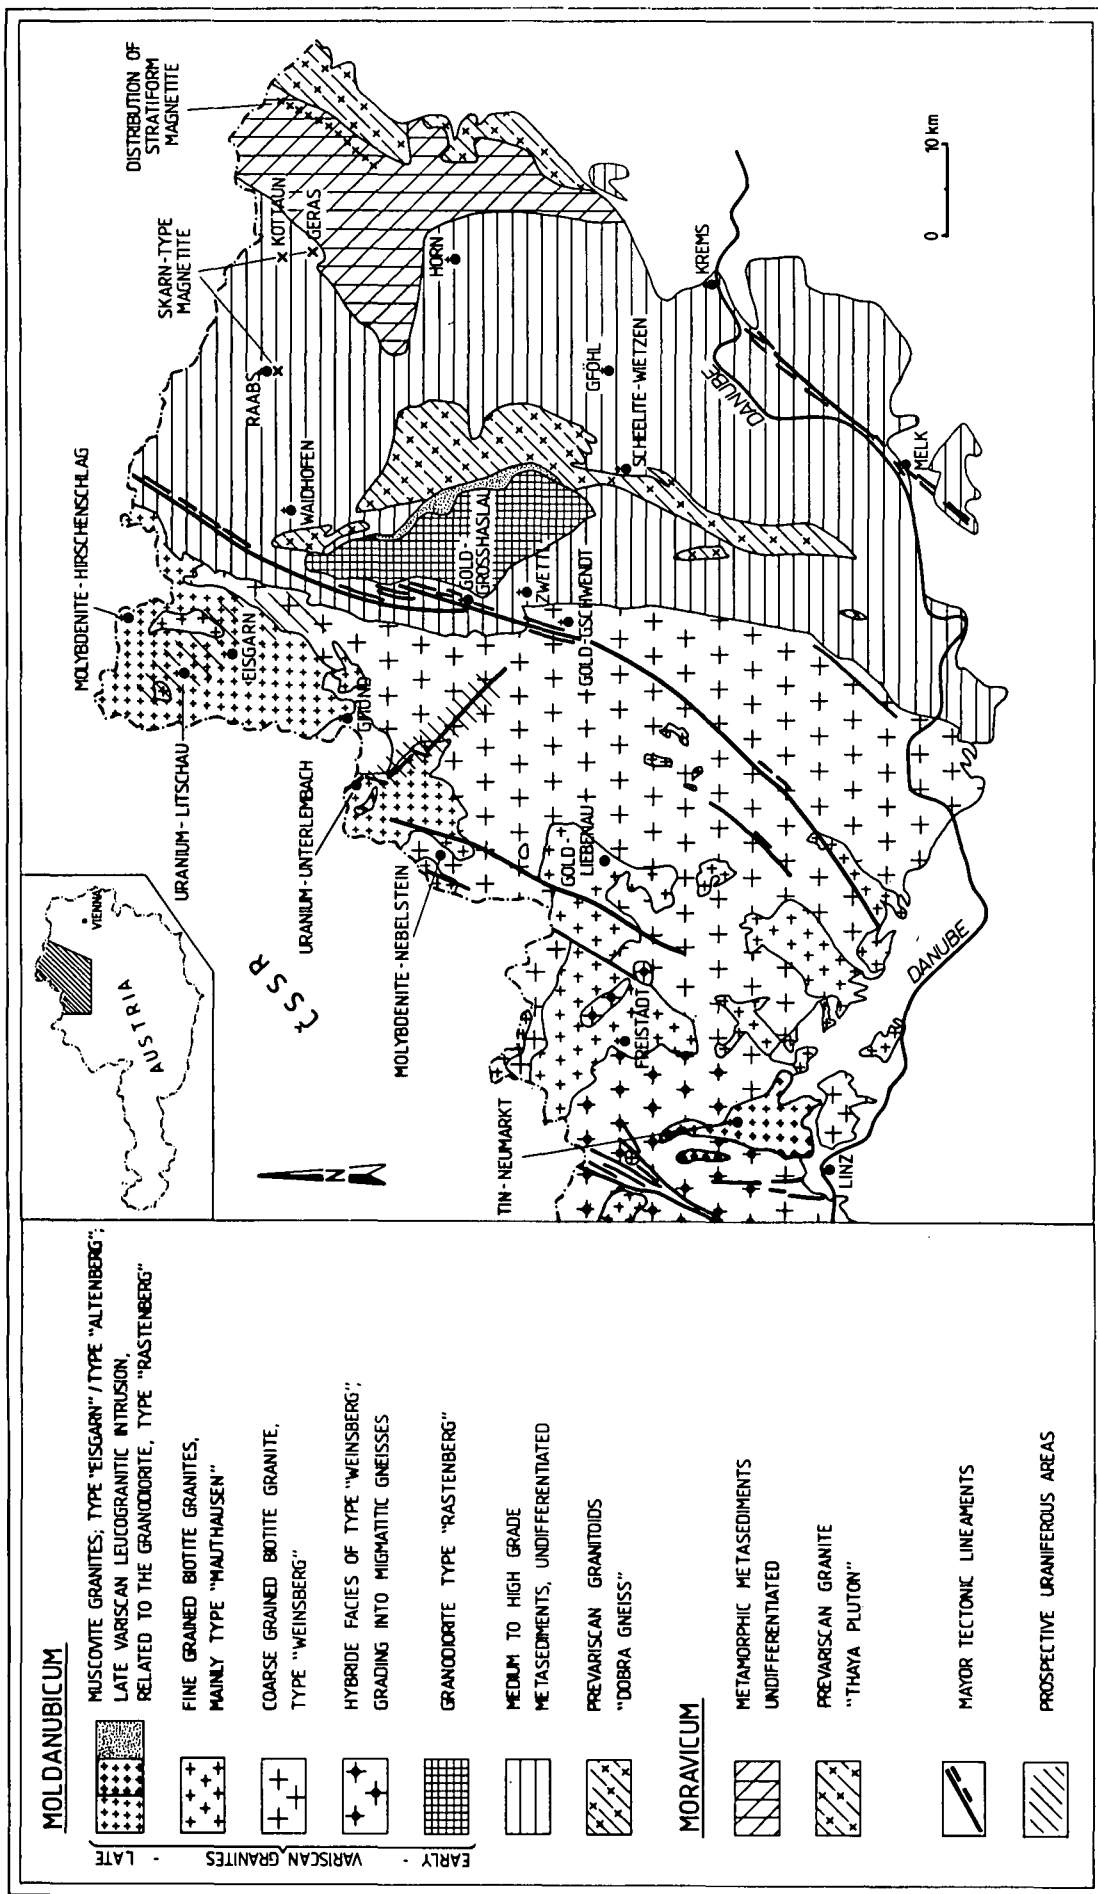 MOLDANUBICUM
MUSCOVITE GRANITES; TYPE "EISGARN" / TYPE "ALTENBERG";
LATE VARISCAN LEUCOGRANITIC INTRUSION,
RELATED TO THE GRANODIORITE, TYPE "RASTENBERG"
FINE GRAINED BIOTITE GRANITES,
MAINLY TYPE "MAUTHAUSEN"
COARSE GRAINED BIOTITE GRANITE,
TYPE "WEINSBERG"
HYBRIDE FACIES OF TYPE "WEINSBERG";
GRADING INTO MIGMATITIC GNEISSES
GRANODIORITE TYPE "RASTENBERG"
EARLY - VARISCAN GRANITES - LATE
MEDIUM TO HIGH GRADE
METASEDIMENTS, UNDIFFERENTIATED
PREVARISCAN GRANITOIDS
"DOBRA GNEISS"
MORAVICUM
METAMORPHIC METASEDIMENTS
UNDIFFERENTIATED
PREVARISCAN GRANITE
"THAYA PLUTON"
MAYOR TECTONIC LINEAMENTS
PROSPECTIVE URANIFEROUS AREAS
AUSTRIA
VIENNA
N
ČSSR
MOLYBDENITE-HIRSCHENSCHLAG
URANIUM-LITSCHAU
EISGARN
GMÜND
URANIUM-UNTERLEMBACH
MOLYBDENITE-NEBELSTEIN
TIN-NEUMARKT
FREISTADT
GOLD-
LIEBENAU
LINZ
DANUBE
DISTRIBUTION OF
STRATIFORM
MAGNETITE
SKARN-TYPE
MAGNETITE
KOTTAUN
GERAS
RAABS
HORN
WAIDHOFEN
GOLD-
GROSSHASLAU
ZWETTL
GOLD-GSCHWENDT
GFÖHL
SCHEELITE-WIETZEN
KREMS
DANUBE
MELK
0 10 km